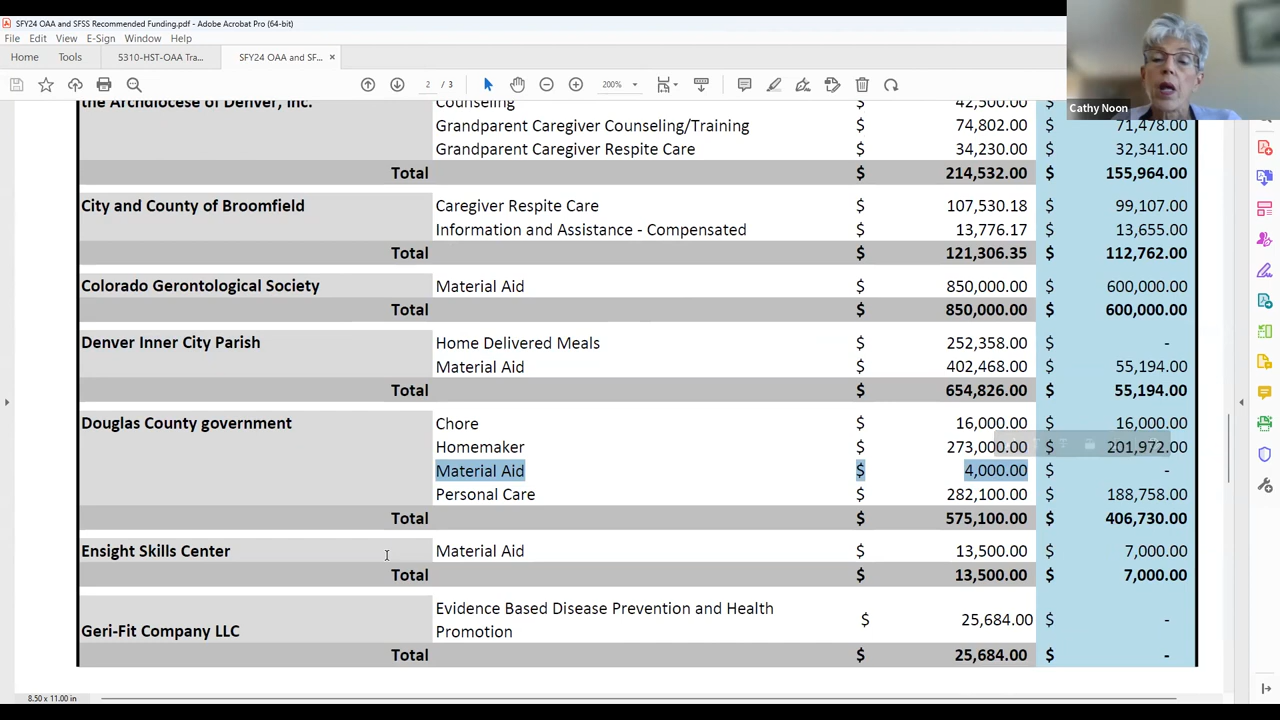 SFY24 OAA and SFSS Recommended Funding.pdf - Adobe Acrobat Pro (64-bit)
File Edit View E-Sign Window Help
Home Tools 5310-HST-OAA Tra... SFY24 OAA and SF... ×
2 / 3 200%
Cathy Noon
the Archdiocese of Denver, Inc. Counseling 42,500.00
Grandparent Caregiver Counseling/Training $ 74,802.00 $ 71,478.00
Grandparent Caregiver Respite Care $ 34,230.00 $ 32,341.00
Total $ 214,532.00 $ 155,964.00
City and County of Broomfield Caregiver Respite Care $ 107,530.18 $ 99,107.00
Information and Assistance - Compensated $ 13,776.17 $ 13,655.00
Total $ 121,306.35 $ 112,762.00
Colorado Gerontological Society Material Aid $ 850,000.00 $ 600,000.00
Total $ 850,000.00 $ 600,000.00
Denver Inner City Parish Home Delivered Meals $ 252,358.00 $ -
Material Aid $ 402,468.00 $ 55,194.00
Total $ 654,826.00 $ 55,194.00
Douglas County government Chore $ 16,000.00 $ 16,000.00
Homemaker $ 273,000.00 $ 201,972.00
Material Aid $ 4,000.00 $ -
Personal Care $ 282,100.00 $ 188,758.00
Total $ 575,100.00 $ 406,730.00
Ensight Skills Center Material Aid $ 13,500.00 $ 7,000.00
Total $ 13,500.00 $ 7,000.00
Evidence Based Disease Prevention and Health
Geri-Fit Company LLC Promotion $ 25,684.00 $ -
Total $ 25,684.00 $ -
8.50 x 11.00 in